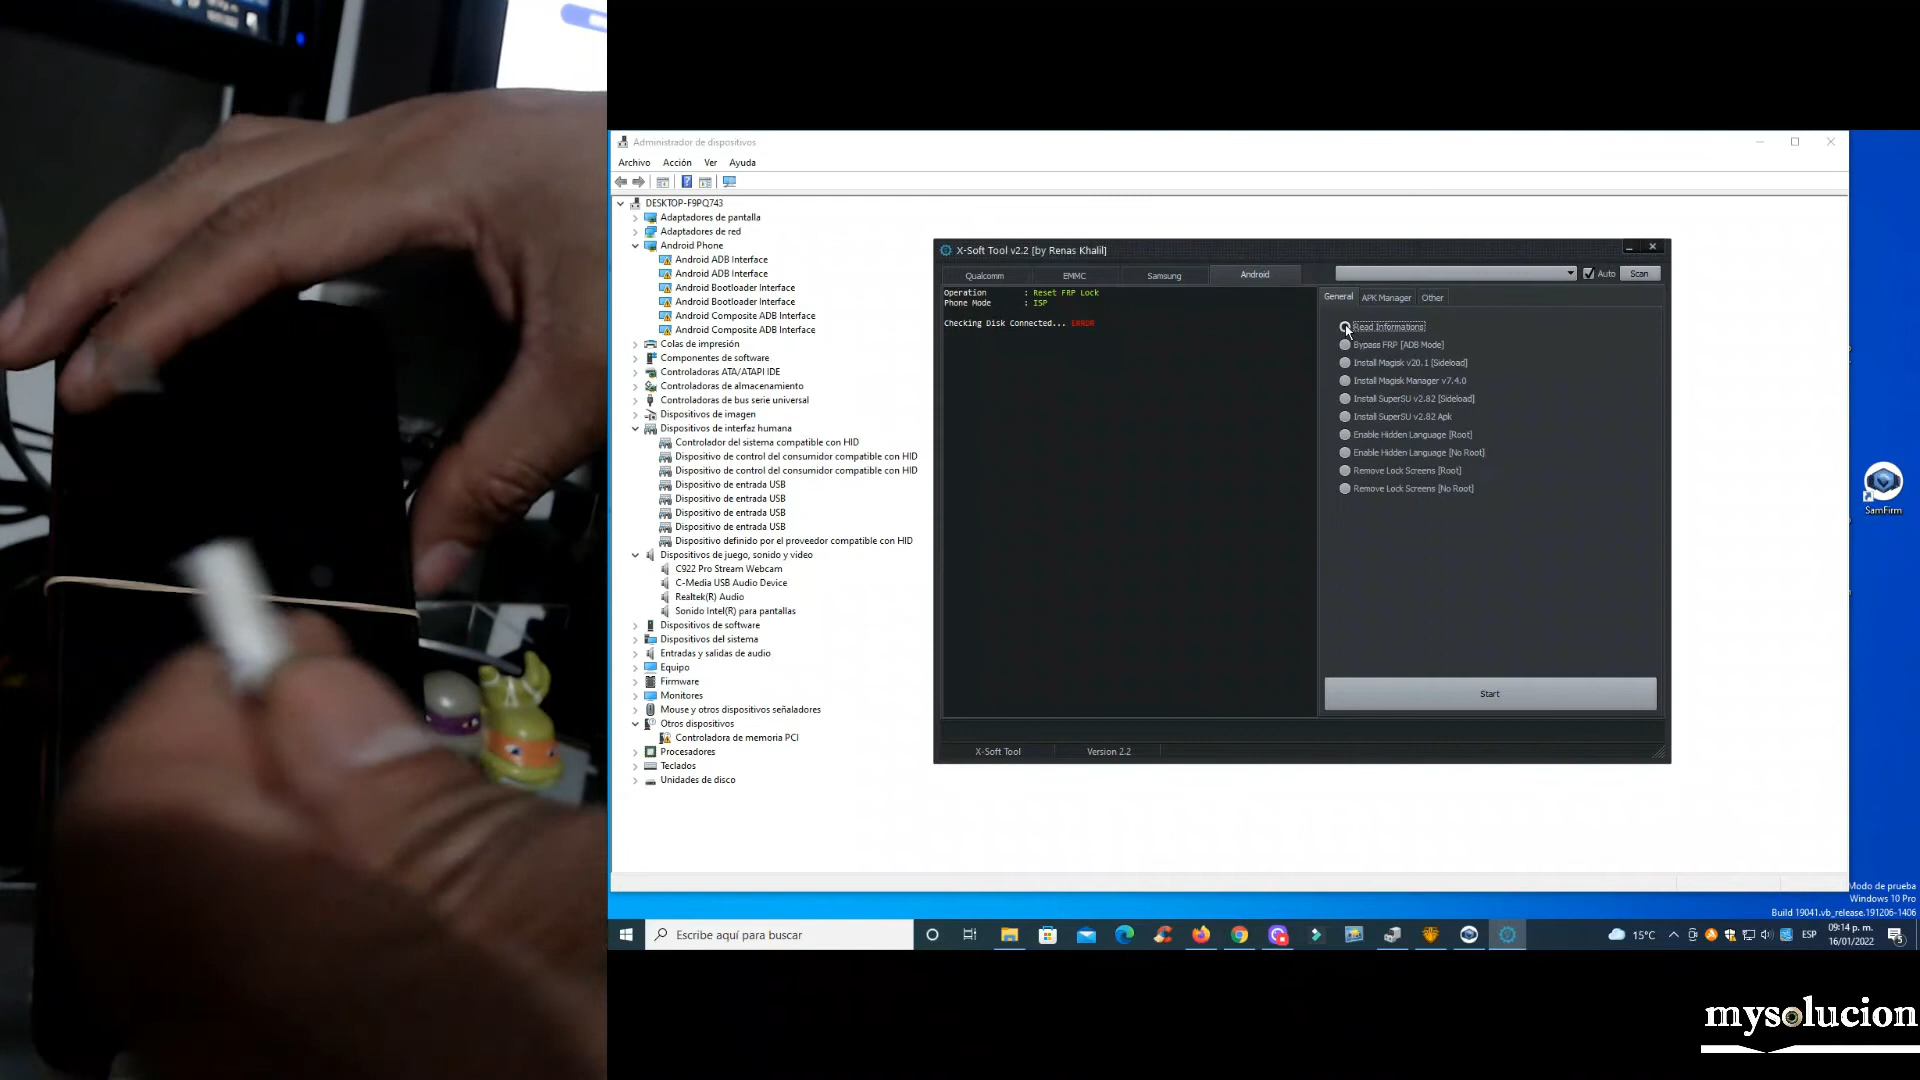 Administrador de dispositivos
Archivo Acción Ver Ayuda
DESKTOP-F9PQ743
Adaptadores de pantalla
Adaptadores de red
Android Phone
Android ADB Interface
Android ADB Interface
Android Bootloader Interface
Android Bootloader Interface
Android Composite ADB Interface
Android Composite ADB Interface
Colas de impresión
Componentes de software
Controladoras ATA/ATAPI IDE
Controladoras de almacenamiento
Controladoras de bus serie universal
Dispositivos de imagen
Dispositivos de interfaz humana
Controlador del sistema compatible con HID
Dispositivo de control del consumidor compatible con HID
Dispositivo de control del consumidor compatible con HID
Dispositivo de entrada USB
Dispositivo de entrada USB
Dispositivo de entrada USB
Dispositivo de entrada USB
Dispositivo definido por el proveedor compatible con HID
Dispositivos de juego, sonido y video
C922 Pro Stream Webcam
C-Media USB Audio Device
Realtek(R) Audio
Sonido Intel(R) para pantallas
Dispositivos de software
Dispositivos del sistema
Entradas y salidas de audio
Equipo
Firmware
Monitores
Mouse y otros dispositivos señaladores
Otros dispositivos
Controladora de memoria PCI
Procesadores
Teclados
Unidades de disco
X-Soft Tool v2.2 [by Renas Khalil]
Qualcomm EMMC Samsung Android
Auto Scan
Operation : Reset FRP Lock
Phone Mode : ISP
Checking Disk Connected... ERROR
General APK Manager Other
Read Informations
Bypass FRP [ADB Mode]
Install Magisk v20.1 [Sideload]
Install Magisk Manager v7.4.0
Install SuperSU v2.82 [Sideload]
Install SuperSU v2.82 Apk
Enable Hidden Language [Root]
Enable Hidden Language [No Root]
Remove Lock Screens [Root]
Remove Lock Screens [No Root]
Start
X-Soft Tool Version 2.2
SamFirm
Modo de prueba
Windows 10 Pro
Build 19041.vb_release.191206-1406
Escribe aquí para buscar
15°C
ESP
09:14 p. m.
16/01/2022
5
mysolucion